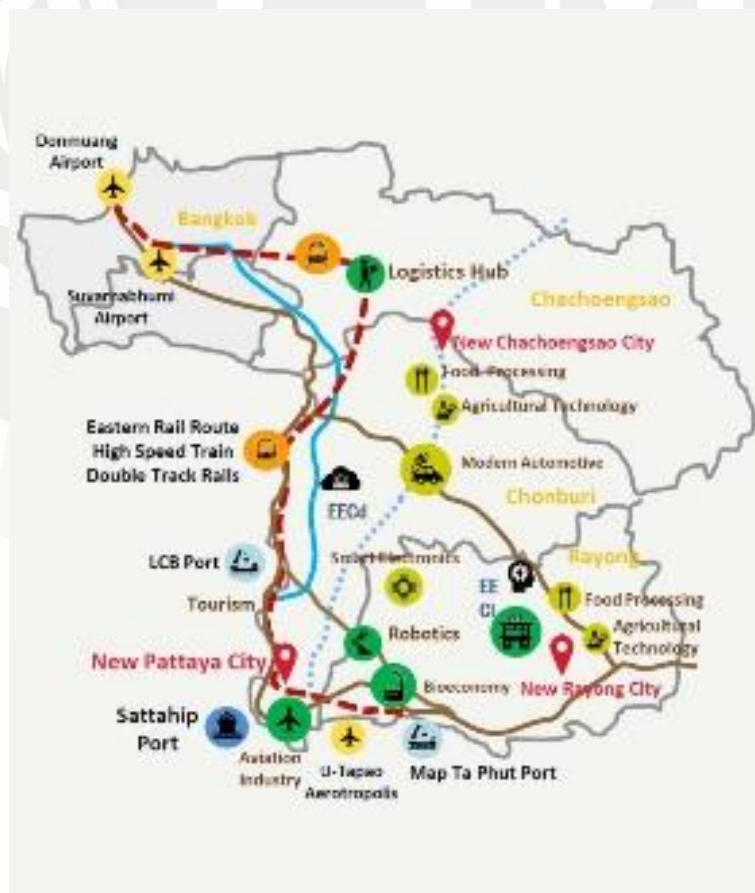 Donmuang
Airport
Bangkok
Suvarnabhumi
Airport
Logistics Hub
Chachoengsao
New Chachoengsao City
Food Processing
Agricultural Technology
Eastern Rail Route
High Speed Train
Double Track Rails
Modern Automotive
EECd
Chonburi
LCB Port
Smart Electronics
Rayong
EE
CI
Tourism
Food Processing
Robotics
Agricultural
Technology
New Pattaya City
Bioeconomy
New Rayong City
Sattahip
Port
Aviation
Industry
U-Tapao
Aerotropolis
Map Ta Phut Port